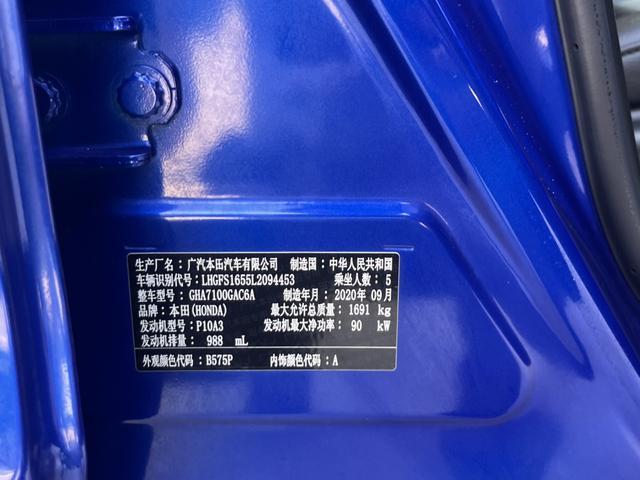 生产厂名：广汽本田汽车有限公司 制造国：中华人民共和国
车辆识别代号：LHGFS1655L2094453 乘坐人数：5
整车型号：GHA7100GAC6A 制造年月：2020年09月
品牌：本田(HONDA) 最大允许总质量：1691 kg
发动机型号：P10A3 发动机最大净功率：90 kW
发动机排量：988 mL
外观颜色代码：B575P 内饰颜色代码：A